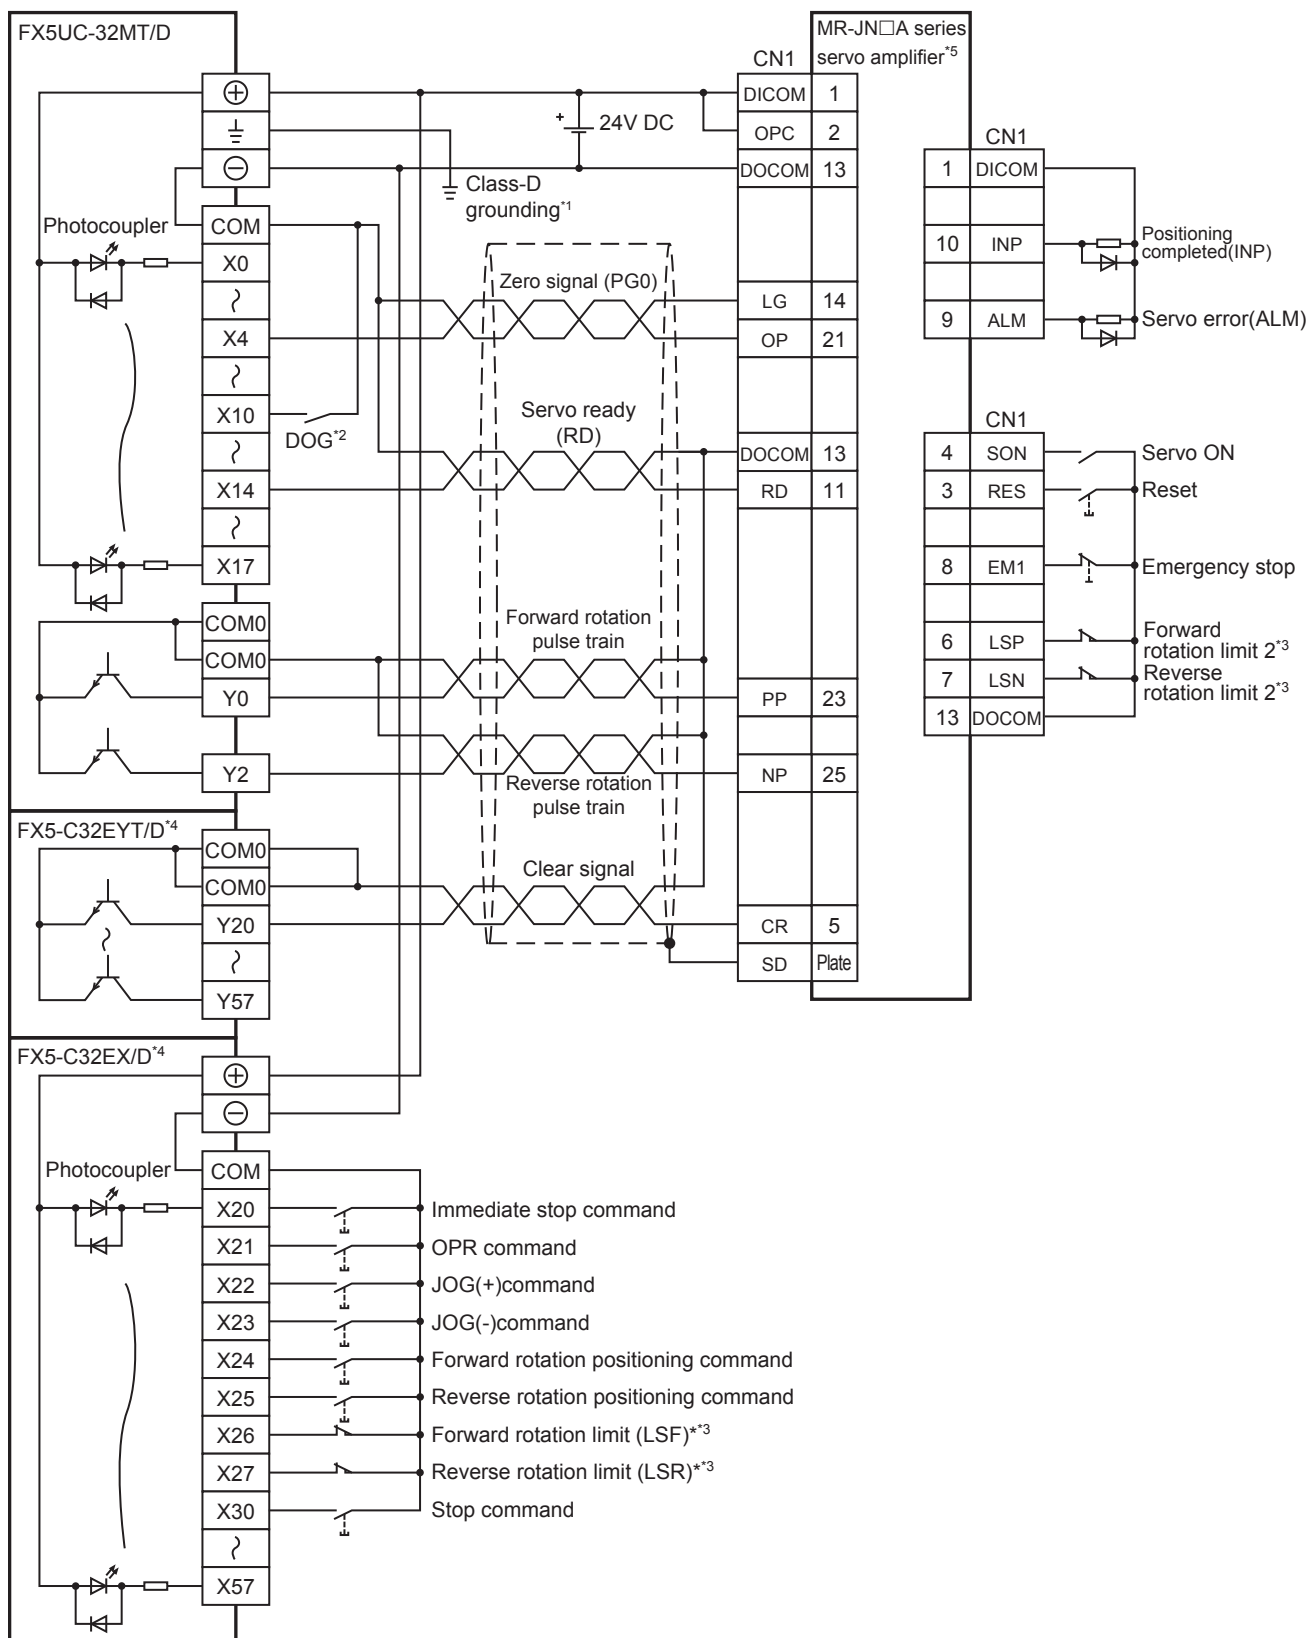 FX5UC-32MT/D
MR-JN□A series
servo amplifier*5
CN1
DICOM 1
OPC 2
DOCOM 13
24V DC
+
Class-D
grounding*1
Photocoupler
COM
X0
X4
X10
X14
X17
DOG*2
Zero signal (PG0)
LG 14
OP 21
Servo ready
(RD)
DOCOM 13
RD 11
COM0
COM0
Y0
Y2
Forward rotation
pulse train
PP 23
Reverse rotation
pulse train
NP 25
FX5-C32EYT/D*4
COM0
COM0
Y20
Y57
Clear signal
CR 5
SD Plate
CN1
1 DICOM
10 INP
Positioning
completed(INP)
9 ALM
Servo error(ALM)
CN1
4 SON Servo ON
3 RES Reset
8 EM1 Emergency stop
6 LSP
Forward
rotation limit 2*3
7 LSN
Reverse
rotation limit 2*3
13 DOCOM
FX5-C32EX/D*4
Photocoupler
COM
X20 Immediate stop command
X21 OPR command
X22 JOG(+)command
X23 JOG(-)command
X24 Forward rotation positioning command
X25 Reverse rotation positioning command
X26 Forward rotation limit (LSF)**3
X27 Reverse rotation limit (LSR)**3
X30 Stop command
X57